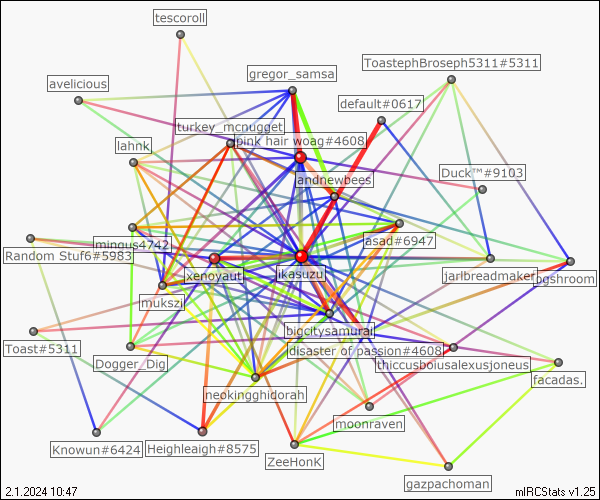 tescoroll
ToastephBroseph5311#5311
gregor_samsa
avelicious
default#0617
turkey_mcnugget
pink hair woag#4608
lahnk
Duck™#9103
andnewbees
mingus4742
asad#6947
Random Stuf6#5983
xenoyaut
ikasuzu
jarlbreadmaker
pgshroom
mukszi
bigcitysamurai
Toast#5311
disaster of passion#4608
Dogger_Dig
thiccusboiusalexusjoneus
facadas.
neokingghidorah
moonraven
Knowun#6424
Heighleaigh#8575
ZeeHonK
gazpachoman
2.1.2024 10:47
mIRCStats v1.25